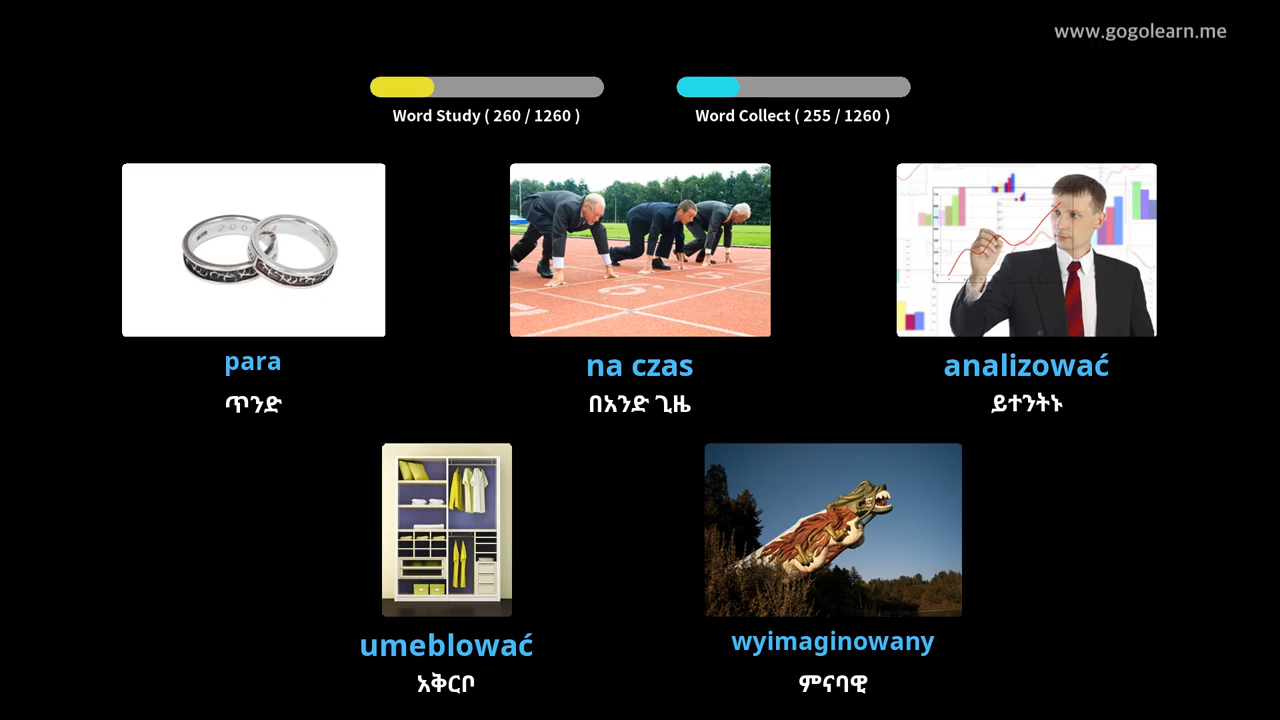 www.gogolearn.me
Word Study ( 260 / 1260 )
Word Collect ( 255 / 1260 )
para
na czas
analizować
ጥንድ
በአንድ ጊዜ
ይተንትኑ
umeblować
wyimaginowany
አቅርቦ
ምናባዊ